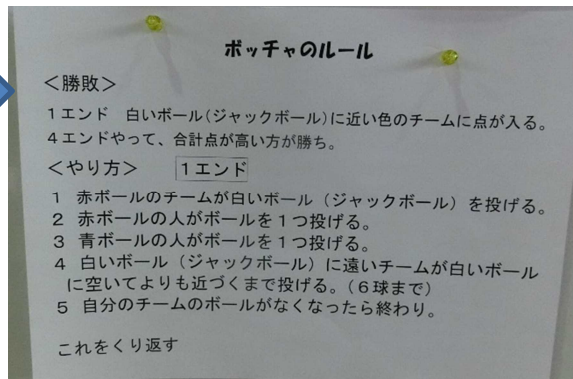 ボッチャのルール
＜勝敗＞
1エンド　白いボール(ジャックボール)に近い色のチームに点が入る。
4エンドやって、合計点が高い方が勝ち。
＜やり方＞　1エンド
1　赤ボールのチームが白いボール（ジャックボール）を投げる。
2　赤ボールの人がボールを1つ投げる。
3　青ボールの人がボールを1つ投げる。
4　白いボール（ジャックボール）に遠いチームが白いボール
に空いてよりも近づくまで投げる。（6球まで）
5　自分のチームのボールがなくなったら終わり。
これをくり返す